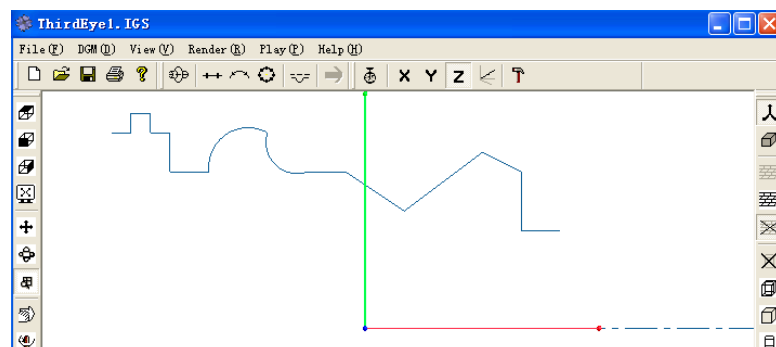 ThirdEye1.IGS
File(F) DGM(D) View(V) Render(R) Play(P) Help(H)
? X Y Z